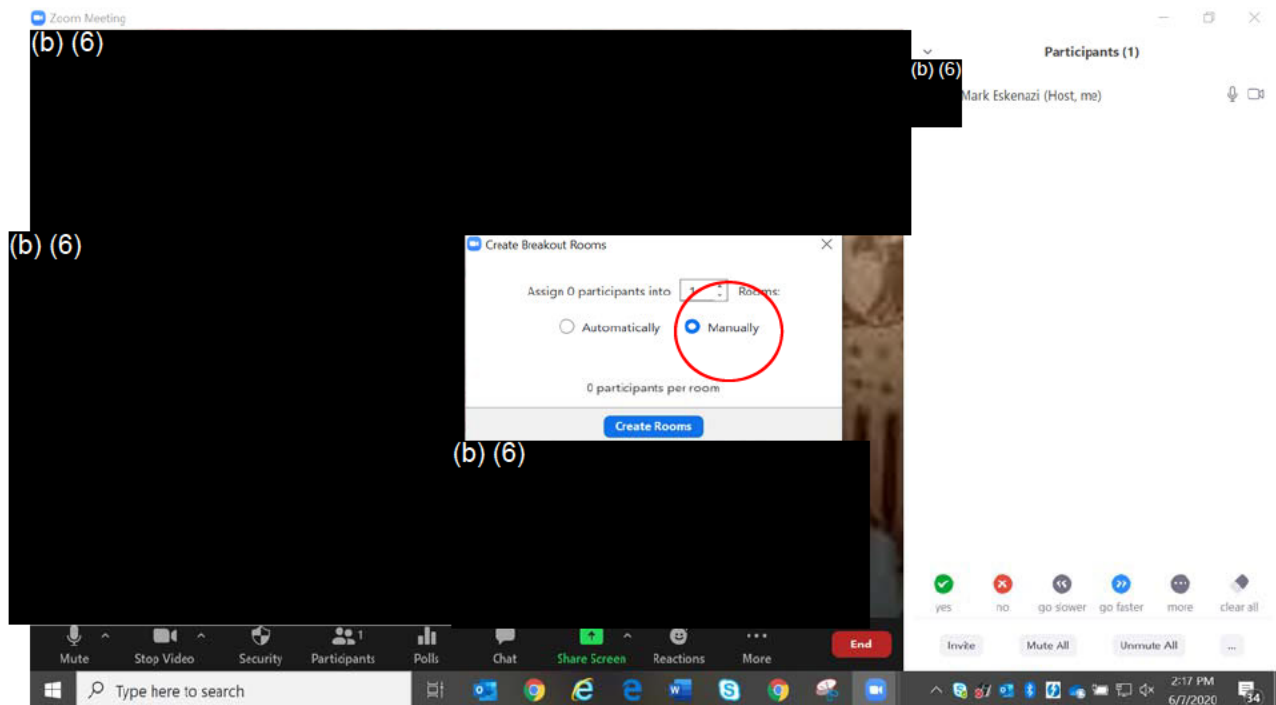 Zoom Meeting
(b) (6)
Participants (1)
(b) (6)
Mark Eskenazi (Host, me)
(b) (6)
Create Breakout Rooms
Assign 0 participants into 1 Rooms:
Automatically Manually
0 participants per room
Create Rooms
(b) (6)
yes no go slower go faster more clear all
Mute Stop Video Security Participants 1 Polls Chat Share Screen Reactions More End
Invite Mute All Unmute All ...
Type here to search
2:17 PM
6/7/2020
34